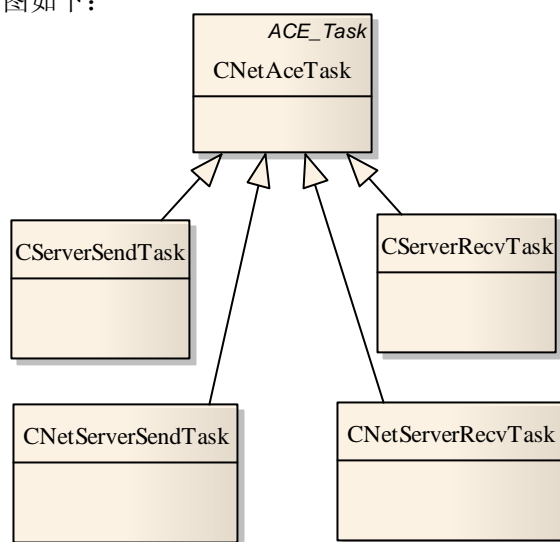 图如下：
ACE_Task
CNetAceTask
CServerSendTask
CServerRecvTask
CNetServerSendTask
CNetServerRecvTask